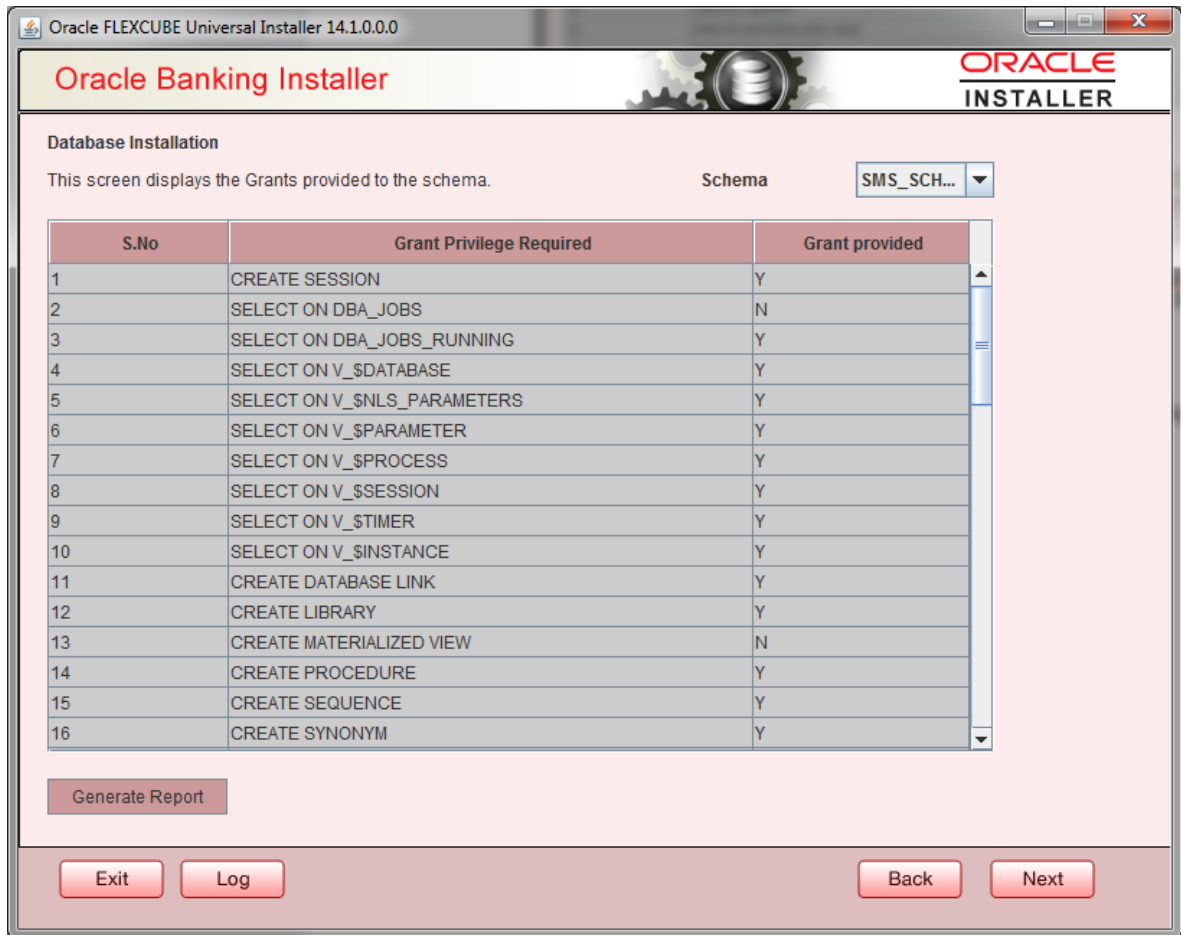 Oracle FLEXCUBE Universal Installer 14.1.0.0.0
Oracle Banking Installer
ORACLE
INSTALLER
Database Installation
This screen displays the Grants provided to the schema. Schema SMS_SCH...
S.No Grant Privilege Required Grant provided
1 CREATE SESSION Y
2 SELECT ON DBA_JOBS N
3 SELECT ON DBA_JOBS_RUNNING Y
4 SELECT ON V_$DATABASE Y
5 SELECT ON V_$NLS_PARAMETERS Y
6 SELECT ON V_$PARAMETER Y
7 SELECT ON V_$PROCESS Y
8 SELECT ON V_$SESSION Y
9 SELECT ON V_$TIMER Y
10 SELECT ON V_$INSTANCE Y
11 CREATE DATABASE LINK Y
12 CREATE LIBRARY Y
13 CREATE MATERIALIZED VIEW N
14 CREATE PROCEDURE Y
15 CREATE SEQUENCE Y
16 CREATE SYNONYM Y
Generate Report
Exit Log Back Next